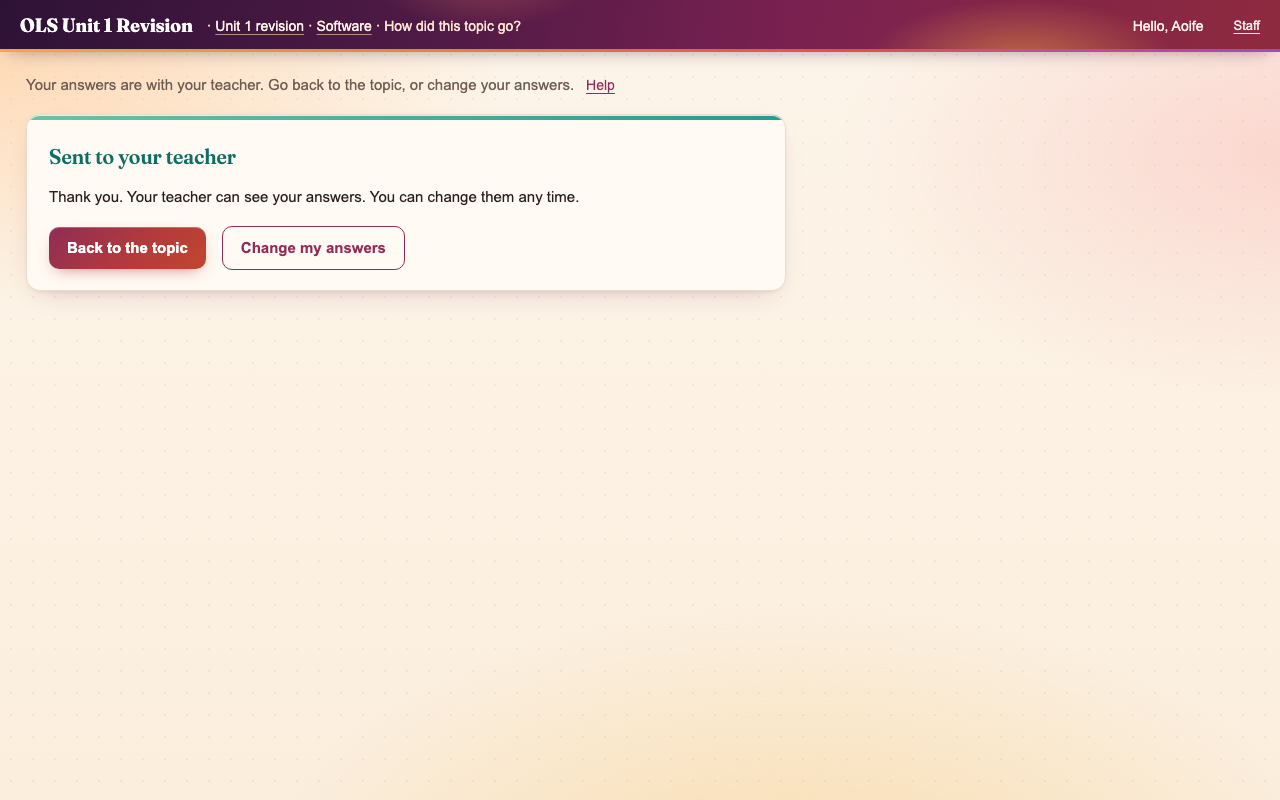 OLS Unit 1 Revision · Unit 1 revision · Software · How did this topic go? Hello, Aoife Staff
Your answers are with your teacher. Go back to the topic, or change your answers. Help
Sent to your teacher
Thank you. Your teacher can see your answers. You can change them any time.
Back to the topic Change my answers